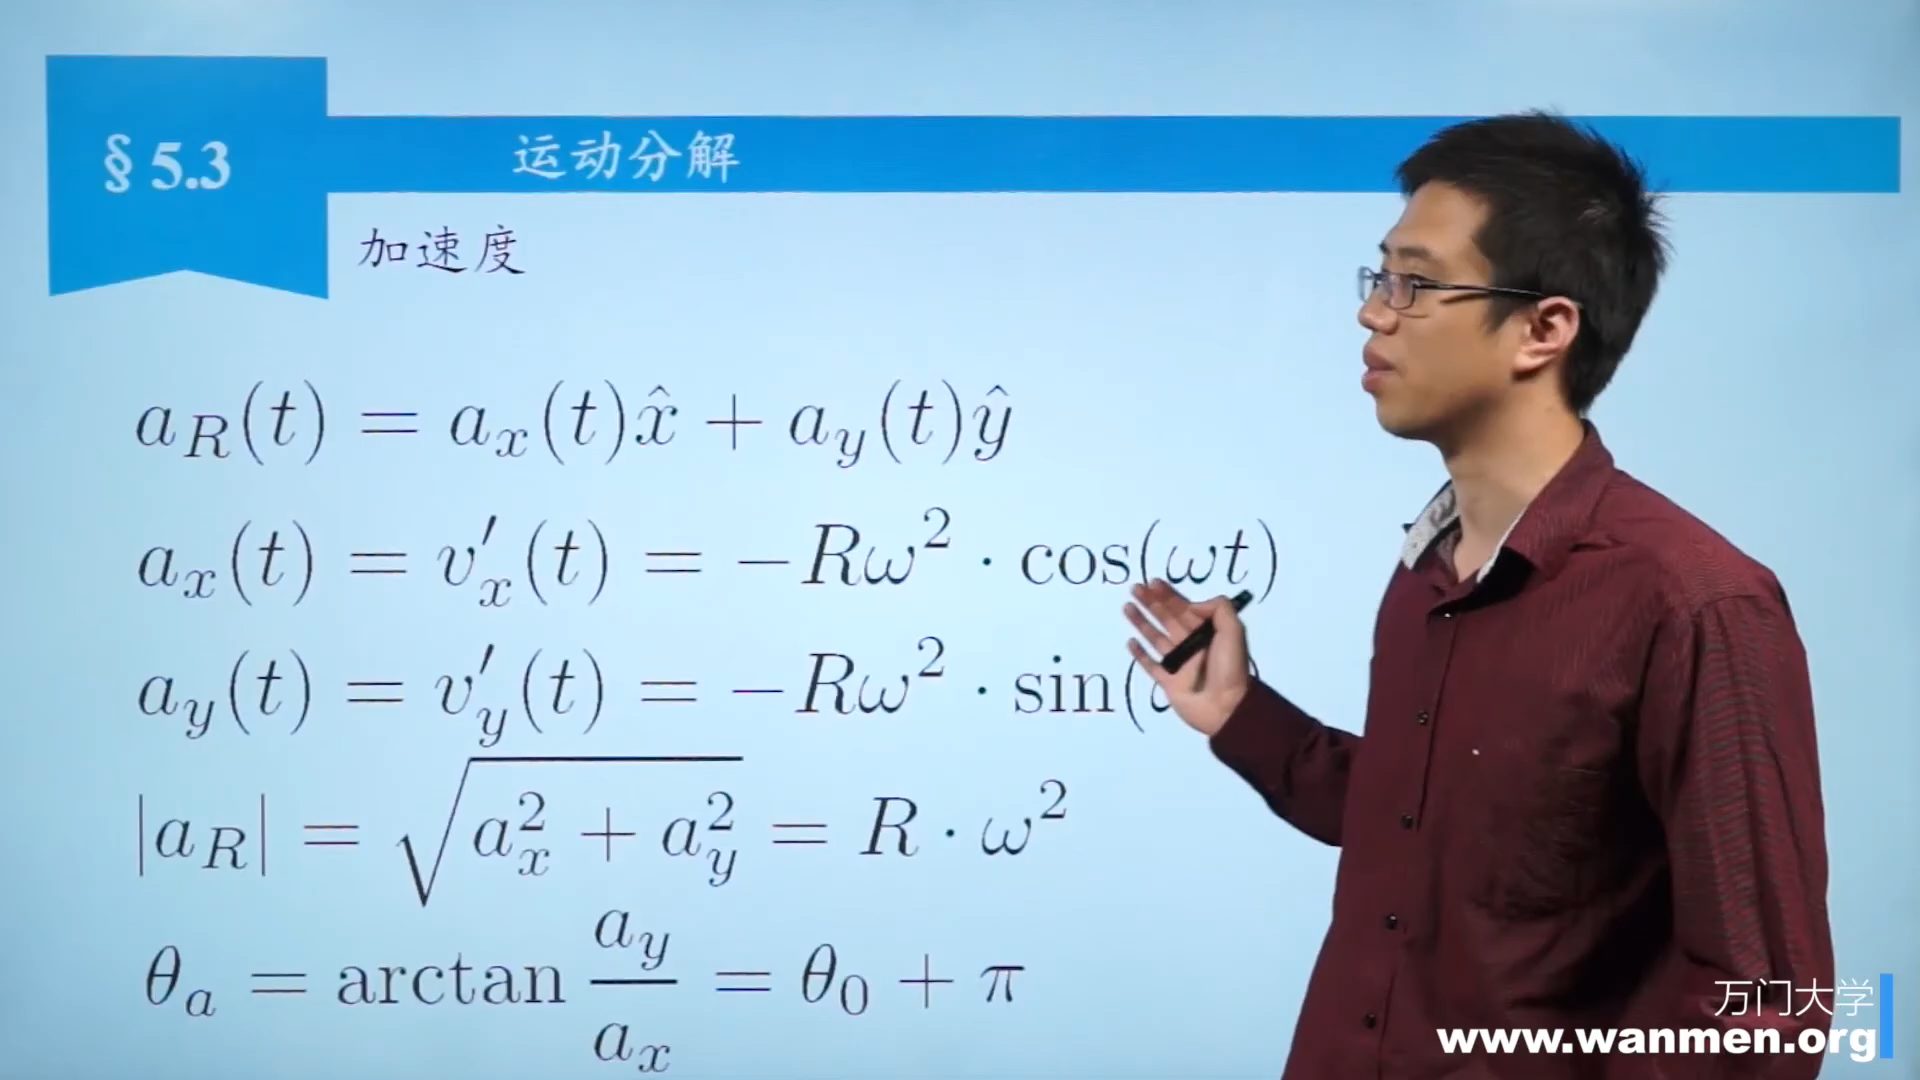 § 5.3
运动分解
加速度
a_R(t) = a_x(t)x̂ + a_y(t)ŷ
a_x(t) = v′_x(t) = −Rω² · cos(ωt)
a_y(t) = v′_y(t) = −Rω² · sin(
|a_R| = √(a_x² + a_y²) = R · ω²
θ_a = arctan a_y/a_x = θ₀ + π
万门大学
www.wanmen.org